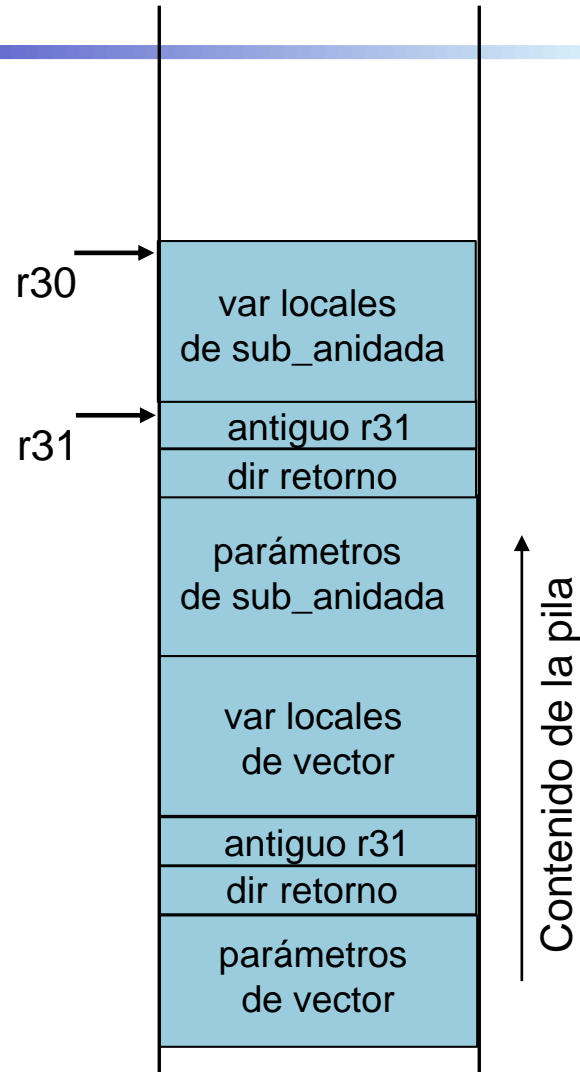 r30
var locales
de sub_anidada
r31
antiguo r31
dir retorno
parámetros
de sub_anidada
var locales
de vector
antiguo r31
dir retorno
parámetros
de vector
Contenido de la pila